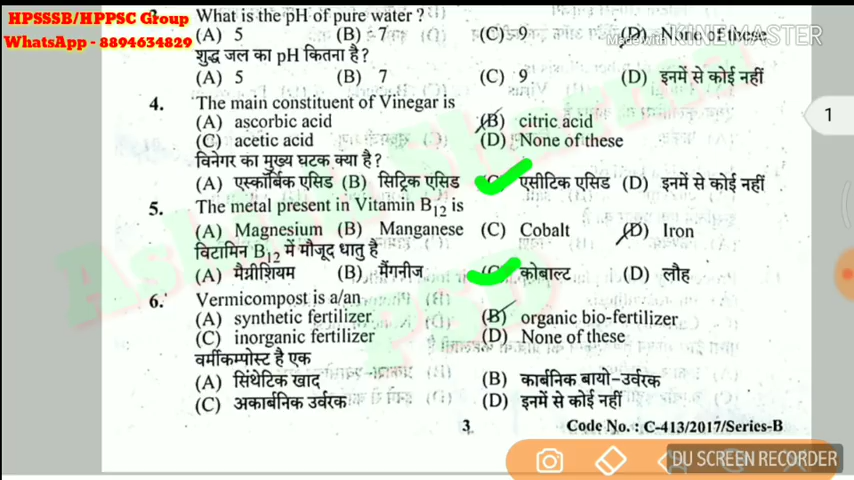 HPSSSB/HPPSC Group
WhatsApp - 8894634829
3. What is the pH of pure water ?
(A) 5 (B) 7 (C) 9 (D) None of these
Made with KINEMASTER
शुद्ध जल का pH कितना है?
(A) 5 (B) 7 (C) 9 (D) इनमें से कोई नहीं
1
4. The main constituent of Vinegar is
(A) ascorbic acid (B) citric acid
(C) acetic acid (D) None of these
विनेगर का मुख्य घटक क्या है?
(A) एस्कॉर्बिक एसिड (B) सिट्रिक एसिड (C) एसीटिक एसिड (D) इनमें से कोई नहीं
5. The metal present in Vitamin B12 is
(A) Magnesium (B) Manganese (C) Cobalt (D) Iron
विटामिन B12 में मौजूद धातु है
(A) मैग्नीशियम (B) मैंगनीज (C) कोबाल्ट (D) लौह
6. Vermicompost is a/an
(A) synthetic fertilizer (B) organic bio-fertilizer
(C) inorganic fertilizer (D) None of these
वर्मीकम्पोस्ट है एक
(A) सिंथेटिक खाद (B) कार्बनिक बायो-उर्वरक
(C) अकार्बनिक उर्वरक (D) इनमें से कोई नहीं
3 Code No. : C-413/2017/Series-B
DU SCREEN RECORDER